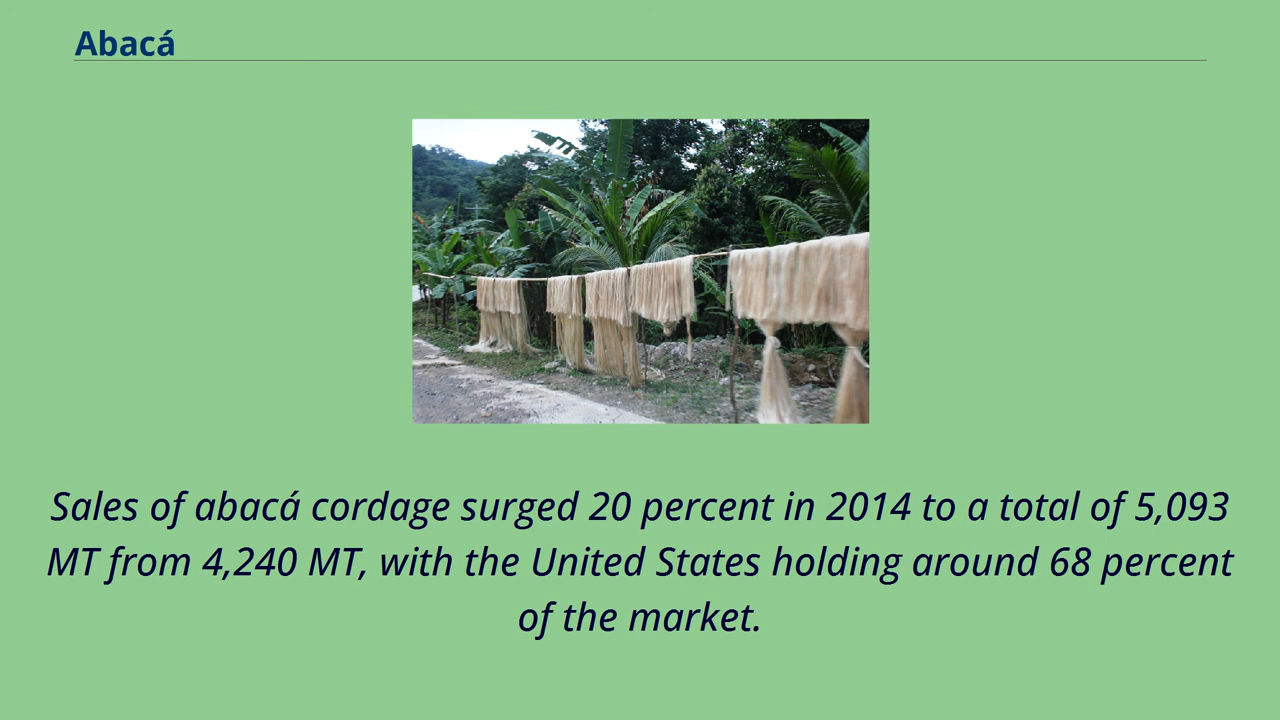 Abacá
Sales of abacá cordage surged 20 percent in 2014 to a total of 5,093
MT from 4,240 MT, with the United States holding around 68 percent
of the market.